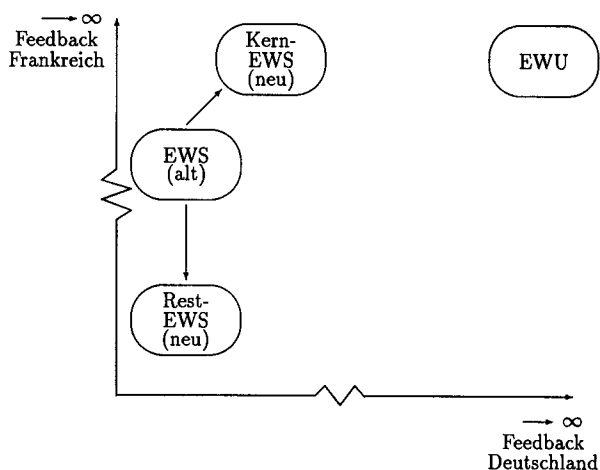 → ∞
Feedback
Frankreich
Kern-
EWS
(neu)
EWU
EWS
(alt)
Rest-
EWS
(neu)
→ ∞
Feedback
Deutschland